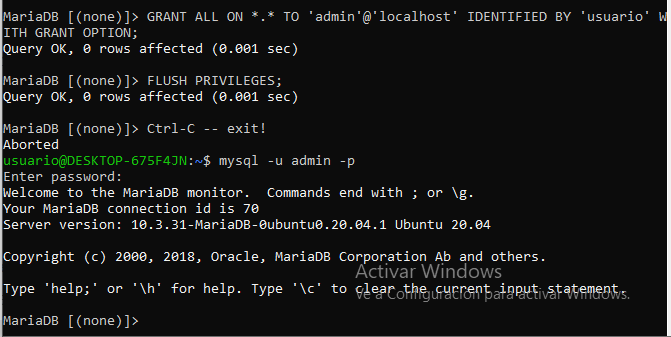 MariaDB [(none)]> GRANT ALL ON *.* TO 'admin'@'localhost' IDENTIFIED BY 'usuario' W
ITH GRANT OPTION;
Query OK, 0 rows affected (0.001 sec)
MariaDB [(none)]> FLUSH PRIVILEGES;
Query OK, 0 rows affected (0.001 sec)
MariaDB [(none)]> Ctrl-C -- exit!
Aborted
usuario@DESKTOP-675F4JN:~$ mysql -u admin -p
Enter password:
Welcome to the MariaDB monitor.  Commands end with ; or \g.
Your MariaDB connection id is 70
Server version: 10.3.31-MariaDB-0ubuntu0.20.04.1 Ubuntu 20.04
Copyright (c) 2000, 2018, Oracle, MariaDB Corporation Ab and others.
Activar Windows
Type 'help;' or '\h' for help. Type '\c' to clear the current input statement.
Ve a Configuración para activar Windows.
MariaDB [(none)]>